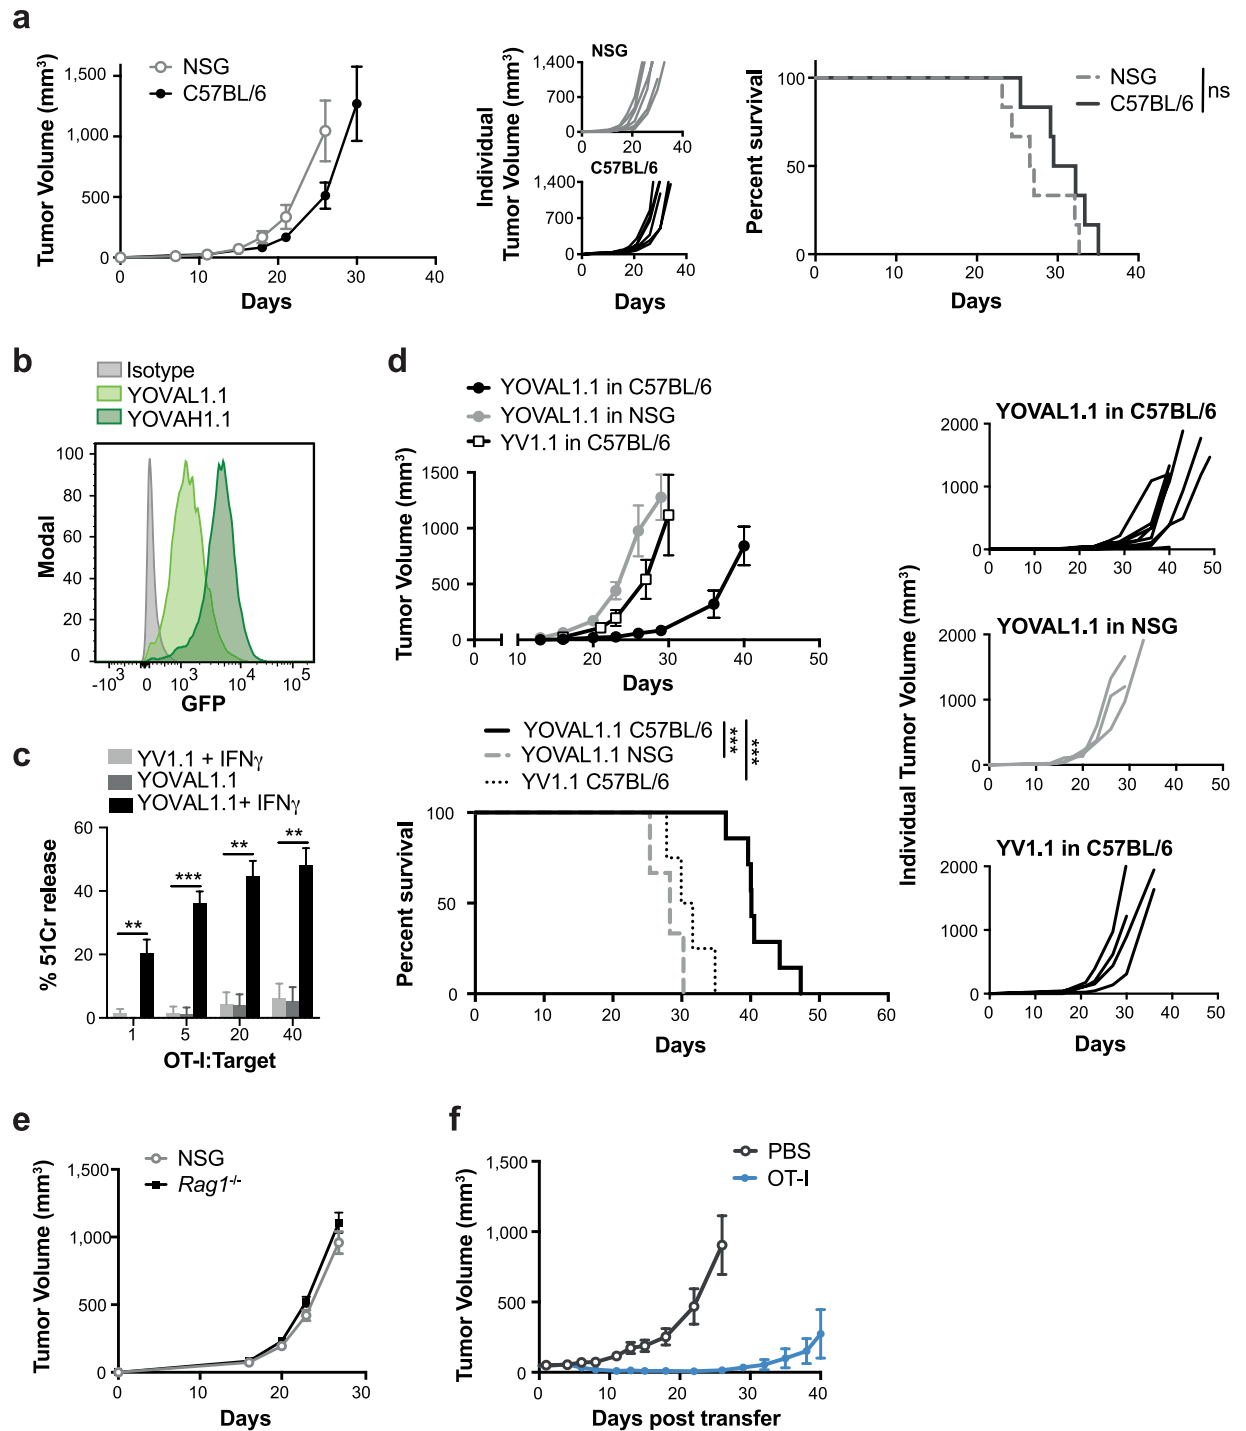 a
NSG
C57BL/6
Tumor Volume (mm³)
1,500
1,000
500
0
0 10 20 30 40
Days
Individual
Tumor Volume (mm³)
NSG
1,400
700
0
0 20 40
C57BL/6
1,400
700
0
0 20 40
Days
Percent survival
100
50
0
0 10 20 30 40
Days
NSG
C57BL/6
ns
b
Isotype
YOVAL1.1
YOVAH1.1
Modal
100
80
60
40
20
0
-10³ 0 10³ 10⁴ 10⁵
GFP
c
YV1.1 + IFNγ
YOVAL1.1
YOVAL1.1+ IFNγ
% 51Cr release
60
40
20
0
** *** ** **
1 5 20 40
OT-I:Target
d
YOVAL1.1 in C57BL/6
YOVAL1.1 in NSG
YV1.1 in C57BL/6
Tumor Volume (mm³)
1500
1000
500
0
0 10 20 30 40 50
Days
YOVAL1.1 C57BL/6
YOVAL1.1 NSG
YV1.1 C57BL/6
*** ***
Percent survival
100
50
0
0 10 20 30 40 50 60
Days
Individual Tumor Volume (mm³)
YOVAL1.1 in C57BL/6
2000
1000
0
0 10 20 30 40 50
YOVAL1.1 in NSG
2000
1000
0
0 10 20 30 40 50
YV1.1 in C57BL/6
2000
1000
0
0 10 20 30 40 50
Days
e
NSG
Rag1⁻/⁻
Tumor Volume (mm³)
1,500
1,000
500
0
0 10 20 30
Days
f
PBS
OT-I
Tumor Volume (mm³)
1,500
1,000
500
0
0 10 20 30 40
Days post transfer